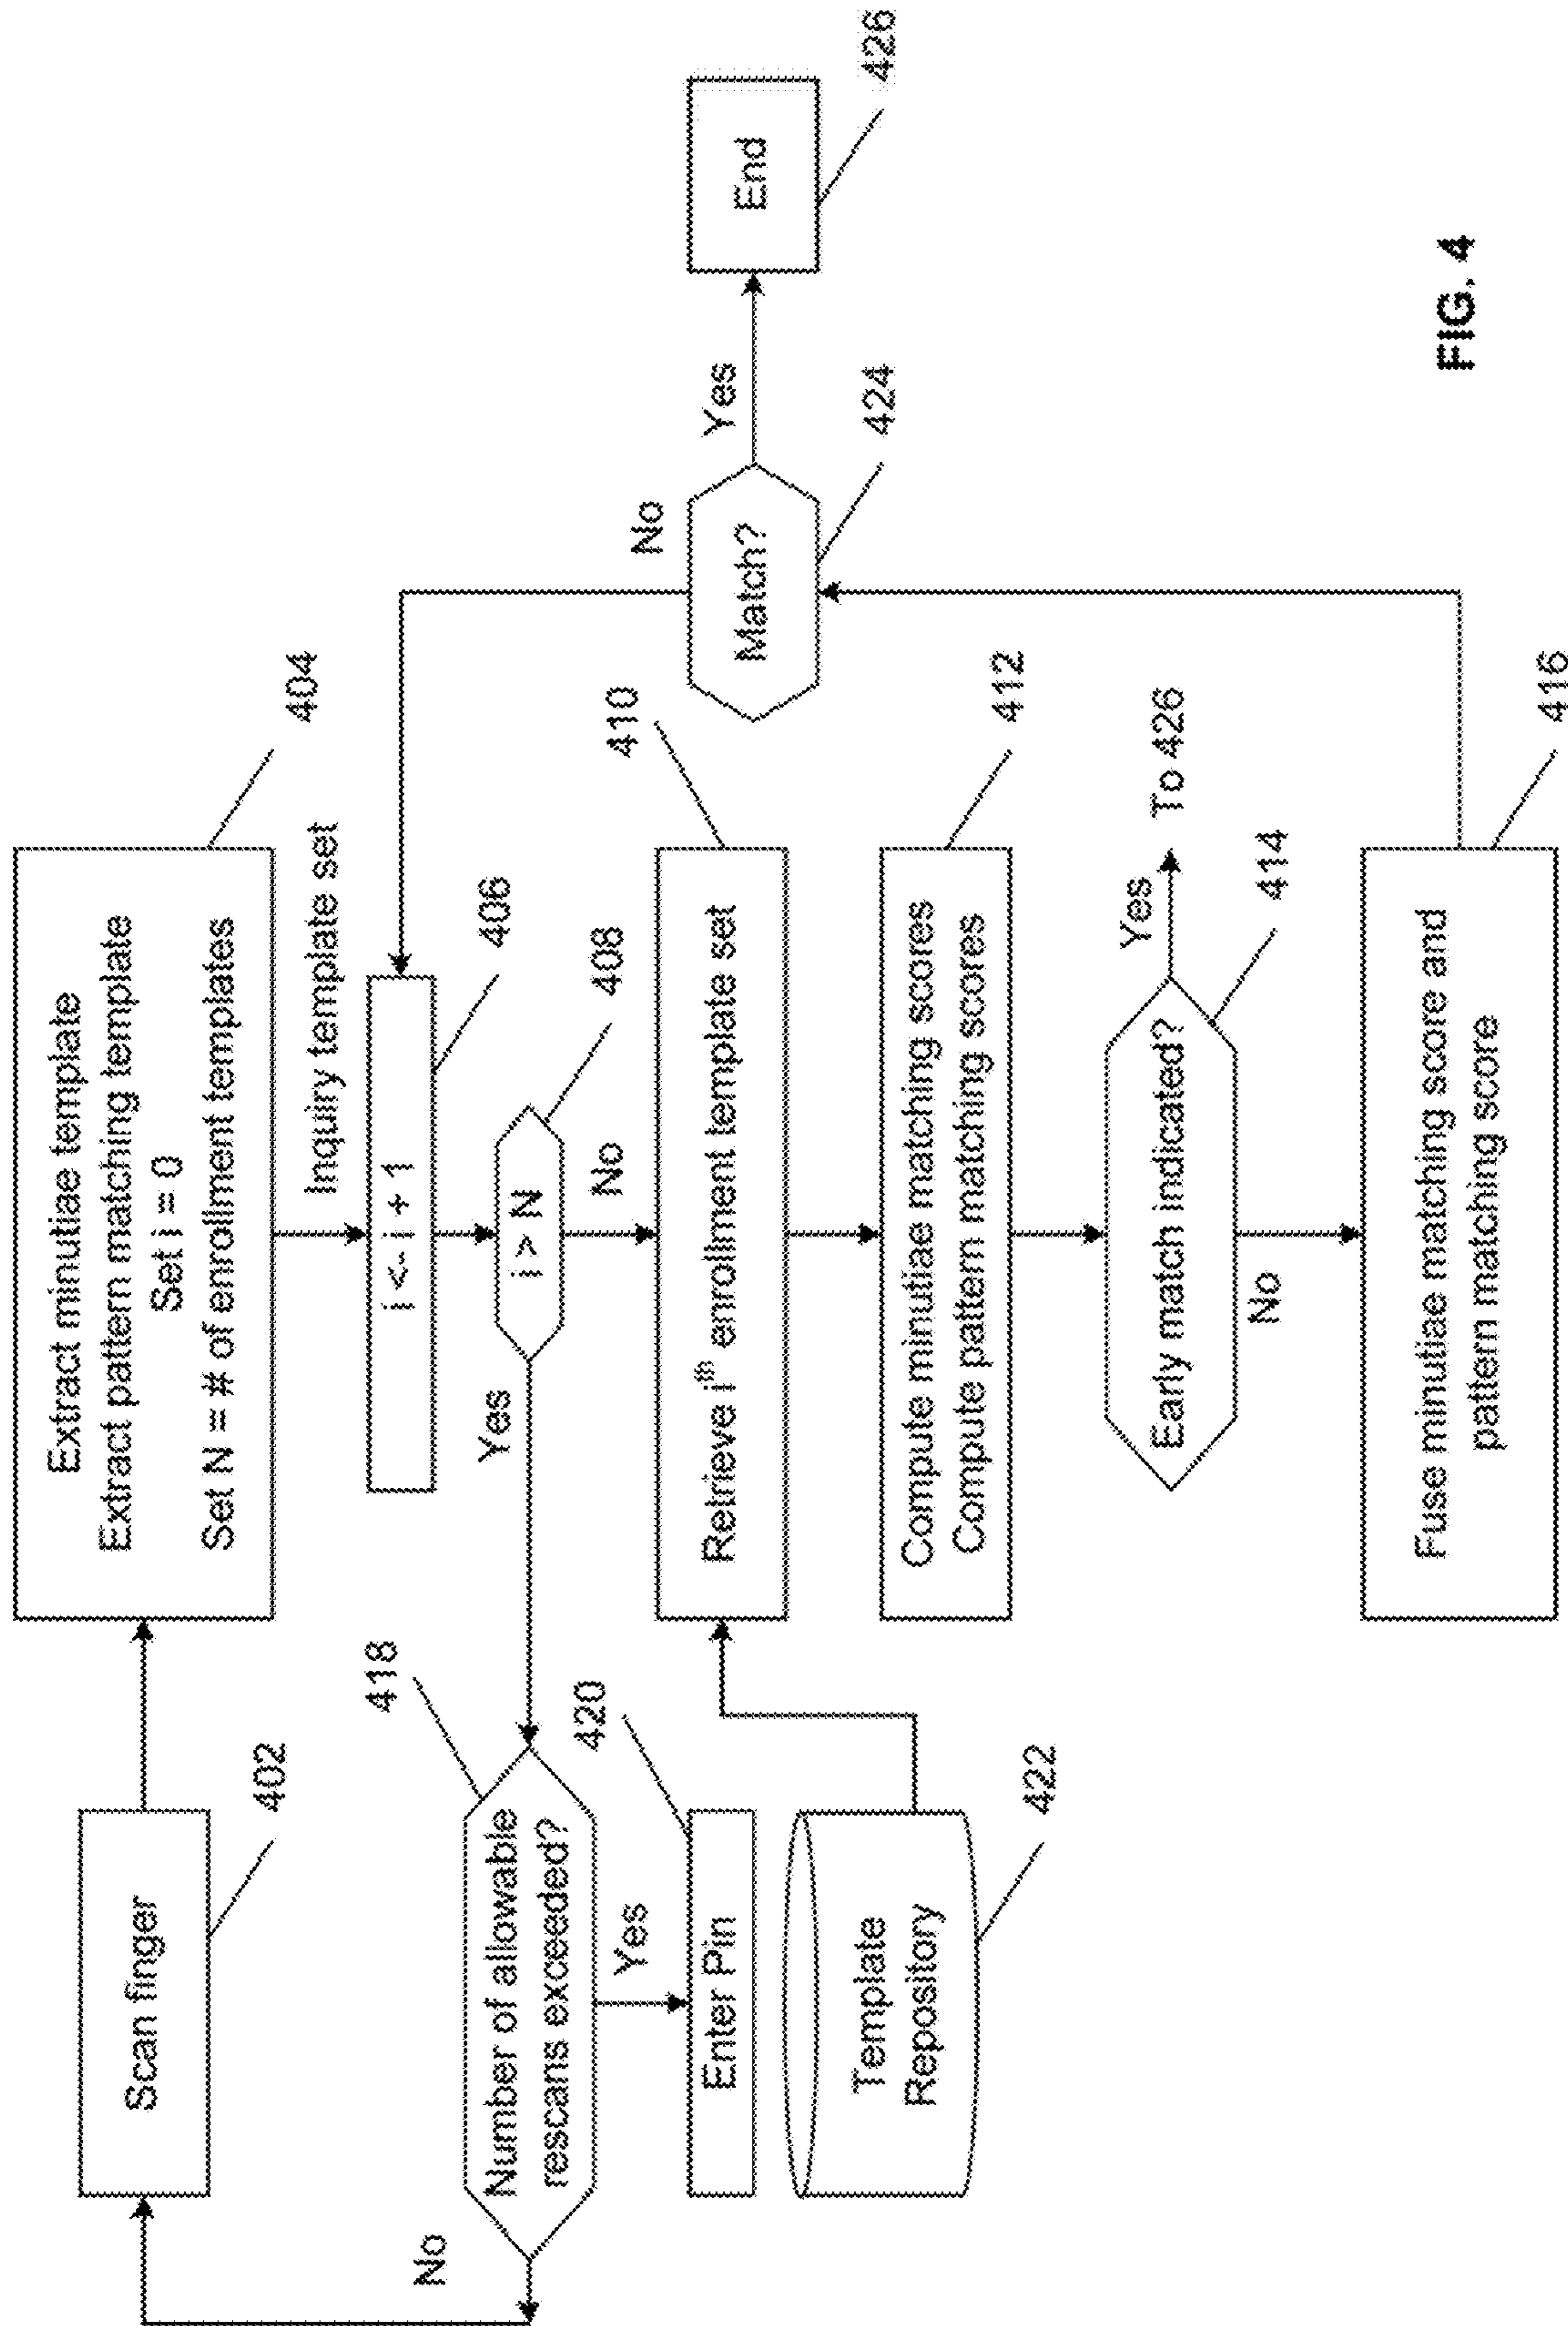 Scan finger
402
Extract minutiae template
Extract pattern matching template
Set i = 0
Set N = # of enrollment templates
404
Inquiry template set
i <- i + 1
406
i > N
408
Yes
No
Number of allowable
rescans exceeded?
418
No
Yes
Enter Pin
420
Template
Repository
422
Retrieve ith enrollment template set
410
Compute minutiae matching scores
Compute pattern matching scores
412
Early match indicated?
414
Yes
To 426
No
Fuse minutiae matching score and
pattern matching score
416
Match?
424
No
Yes
End
426
FIG. 4